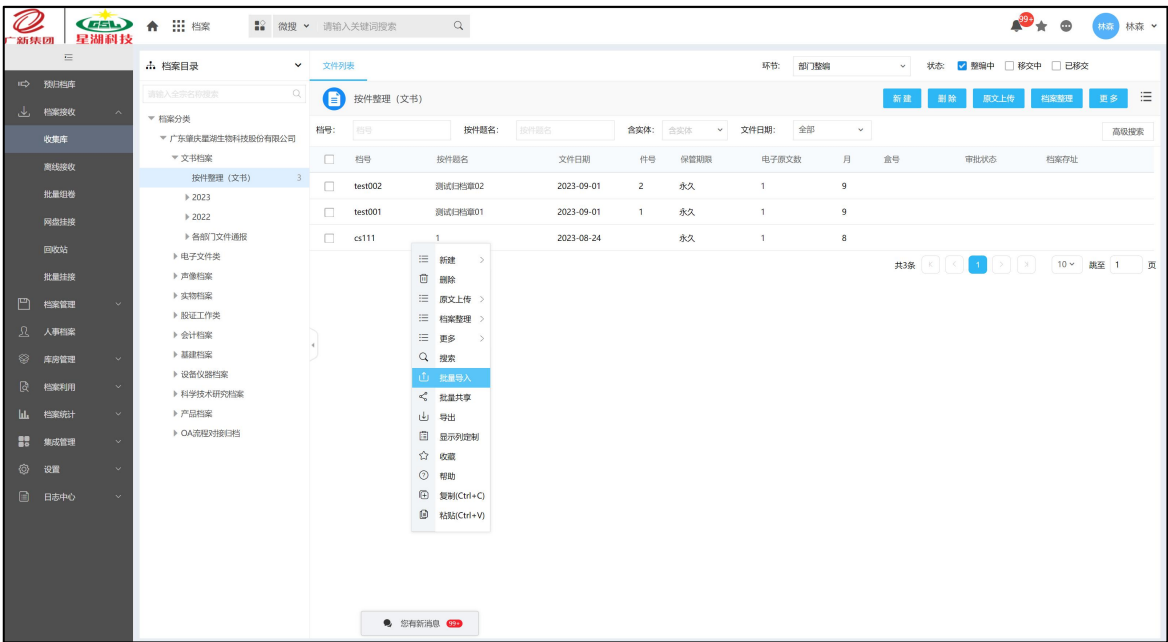 广新集团
GSL
星湖科技
档案
微搜
请输入关键词搜索
99+
林森
林森
预归档库
档案接收
收集库
离线接收
批量组卷
网盘挂接
回收站
批量挂接
档案管理
人事档案
库房管理
档案利用
档案统计
集成管理
设置
日志中心
档案目录
请输入全宗名称搜索
档案分类
广东肇庆星湖生物科技股份有限公司
文书档案
按件整理（文书） 3
2023
2022
各部门文件通报
电子文件类
声像档案
实物档案
股证工作类
会计档案
基建档案
设备仪器档案
科学技术研究档案
产品档案
OA流程对接归档
文件列表
环节: 部门整编 状态: 整编中 移交中 已移交
按件整理（文书）
新建 删除 原文上传 档案整理 更多
档号: 档号 按件题名: 按件题名 含实体: 含实体 文件日期: 全部 高级搜索
档号 按件题名 文件日期 件号 保管期限 电子原文数 月 盒号 审批状态 档案存址
test002 测试归档章02 2023-09-01 2 永久 1 9
test001 测试归档章01 2023-09-01 1 永久 1 9
cs111 1 2023-08-24 永久 1 8
共3条 1 10 跳至 1 页
新建
删除
原文上传
档案整理
更多
搜索
批量导入
批量共享
导出
显示列定制
收藏
帮助
复制(Ctrl+C)
粘贴(Ctrl+V)
您有新消息 99+